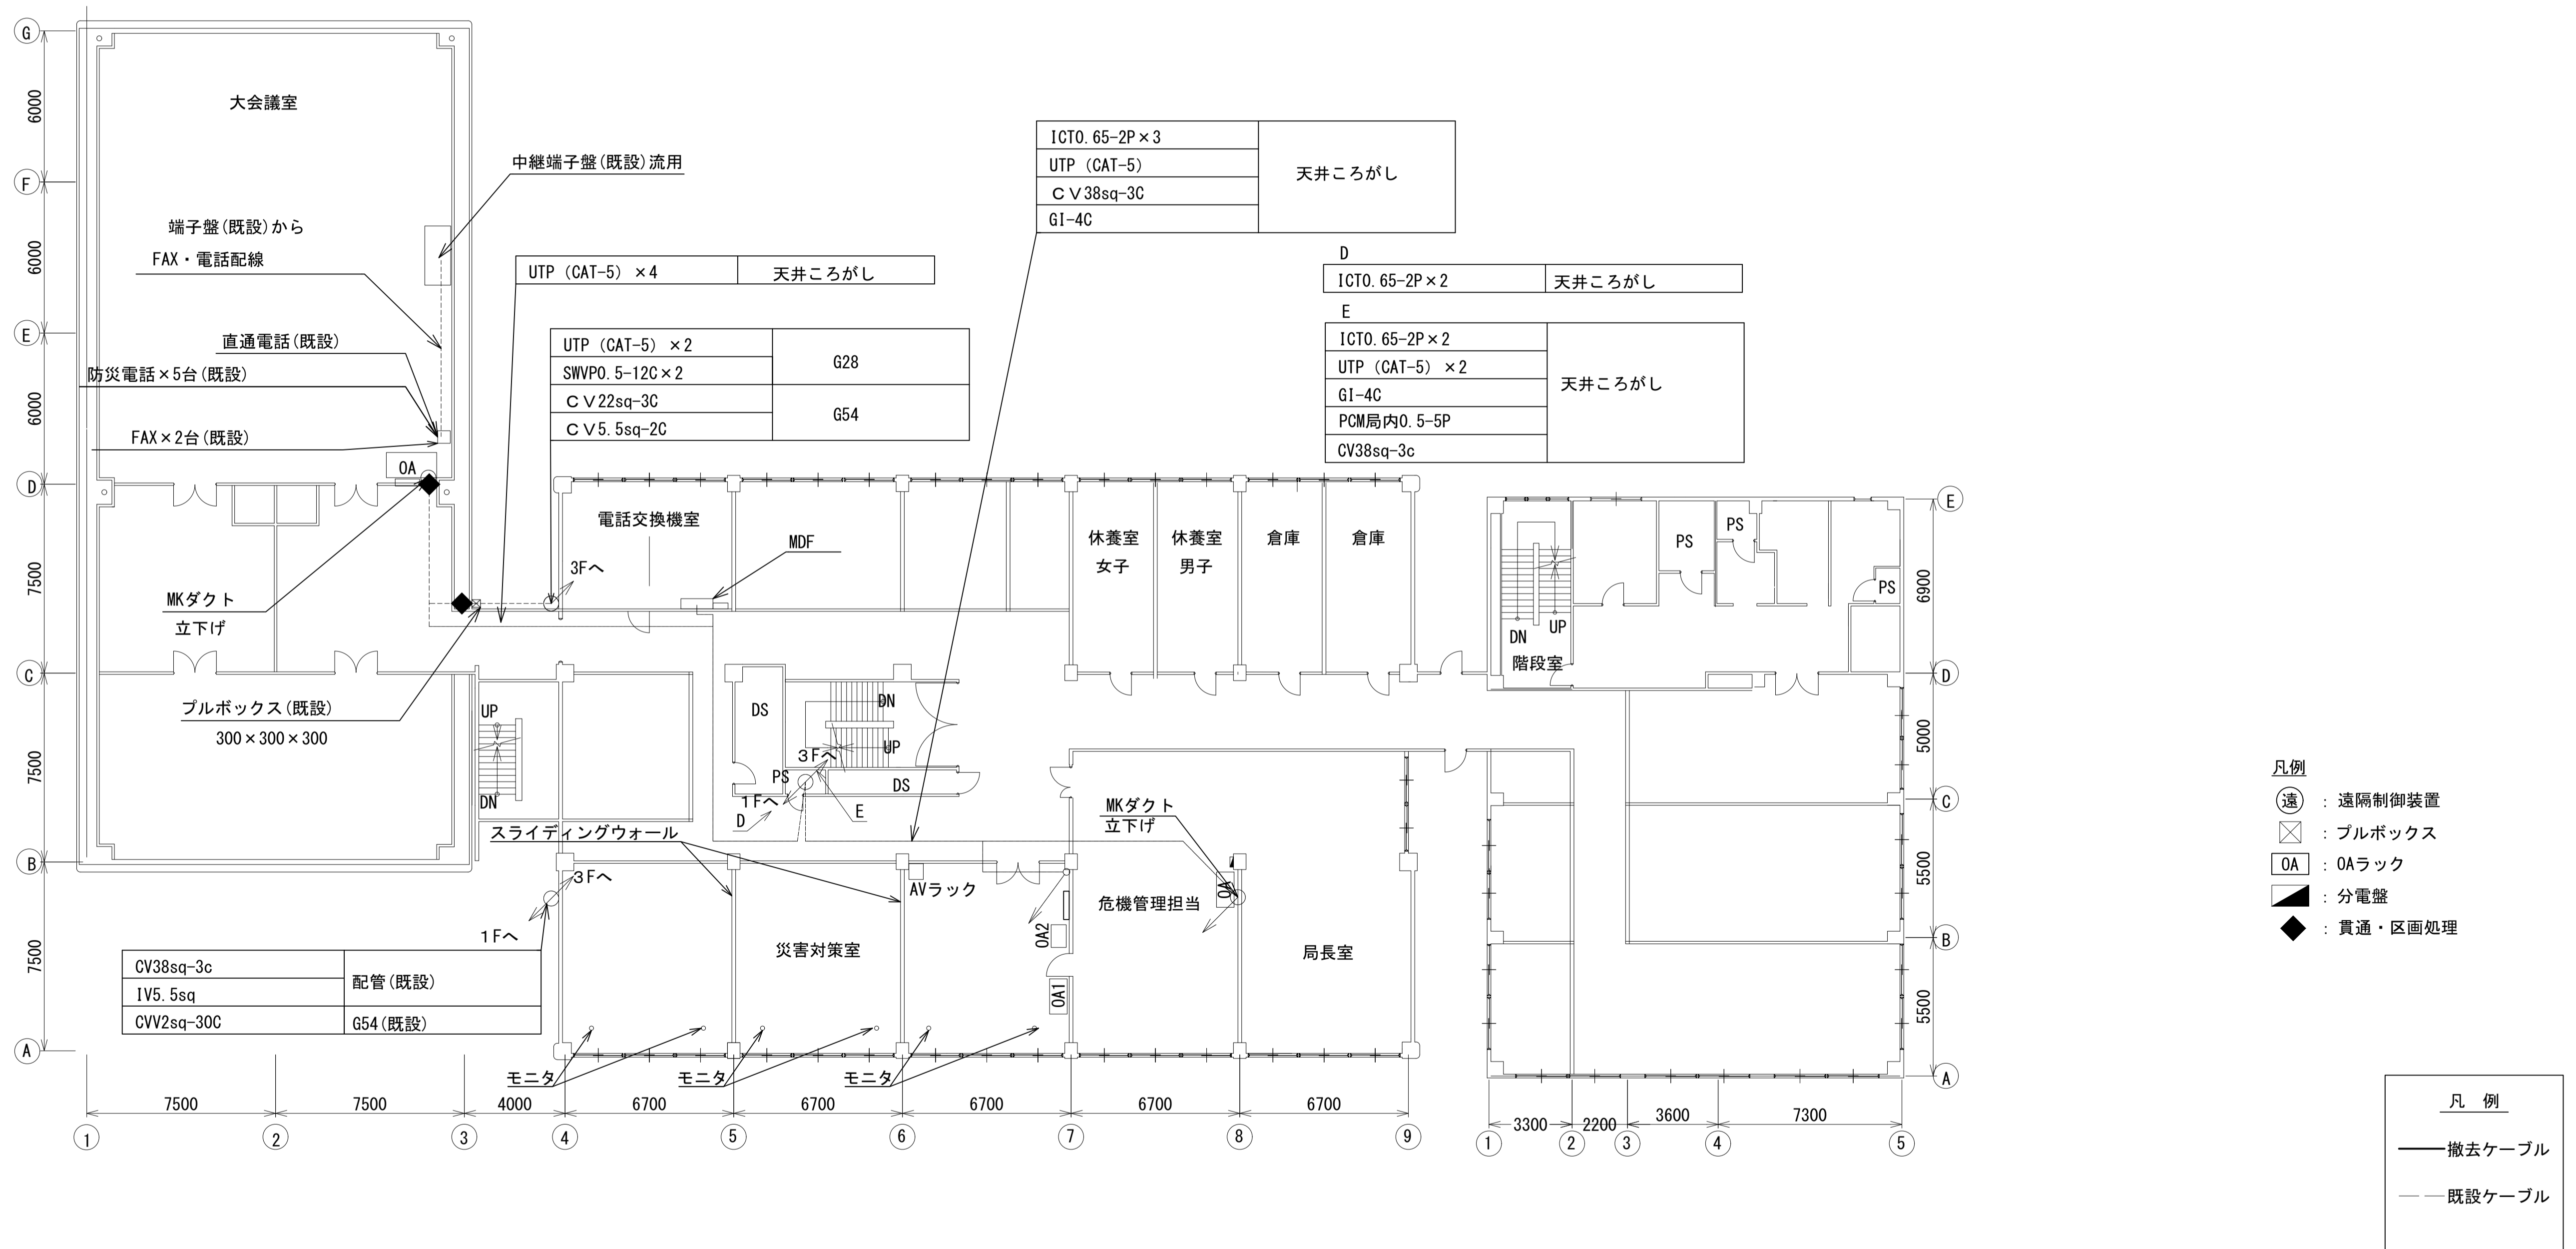 G
6000
F
6000
E
6000
D
7500
C
7500
B
7500
A
大会議室
中継端子盤(既設)流用
端子盤(既設)から
FAX・電話配線
直通電話(既設)
防災電話×5台(既設)
FAX×2台(既設)
OA
MKダクト
立下げ
プルボックス(既設)
300×300×300
UTP (CAT-5) ×4 天井ころがし
UTP (CAT-5) ×2
SWVP0.5-12C×2
G28
CV22sq-3C
CV5.5sq-2C
G54
ICT0.65-2P×3
UTP (CAT-5)
CV38sq-3C
GI-4C
天井ころがし
D
ICT0.65-2P×2 天井ころがし
E
ICT0.65-2P×2
UTP (CAT-5) ×2
GI-4C
PCM局内0.5-5P
CV38sq-3c
天井ころがし
電話交換機室
3Fへ
MDF
休養室
女子
休養室
男子
倉庫
倉庫
DN
UP
階段室
PS
PS
PS
UP
DN
DS
DN
UP
3Fへ
PS
DS
1Fへ
D
E
MKダクト
立下げ
スライディングウォール
3Fへ
1Fへ
AVラック
OA2
OA1
OA
危機管理担当
災害対策室
局長室
CV38sq-3c
IV5.5sq
配管(既設)
CVV2sq-30C G54(既設)
モニタ
モニタ
モニタ
7500
7500
4000
6700
6700
6700
6700
6700
1
2
3
4
5
6
7
8
9
E
6900
D
5000
C
5500
B
5500
A
3300
2200
3600
7300
1
2
3
4
5
凡例
遠 : 遠隔制御装置
: プルボックス
OA : OAラック
: 分電盤
: 貫通・区画処理
凡 例
撤去ケーブル
既設ケーブル